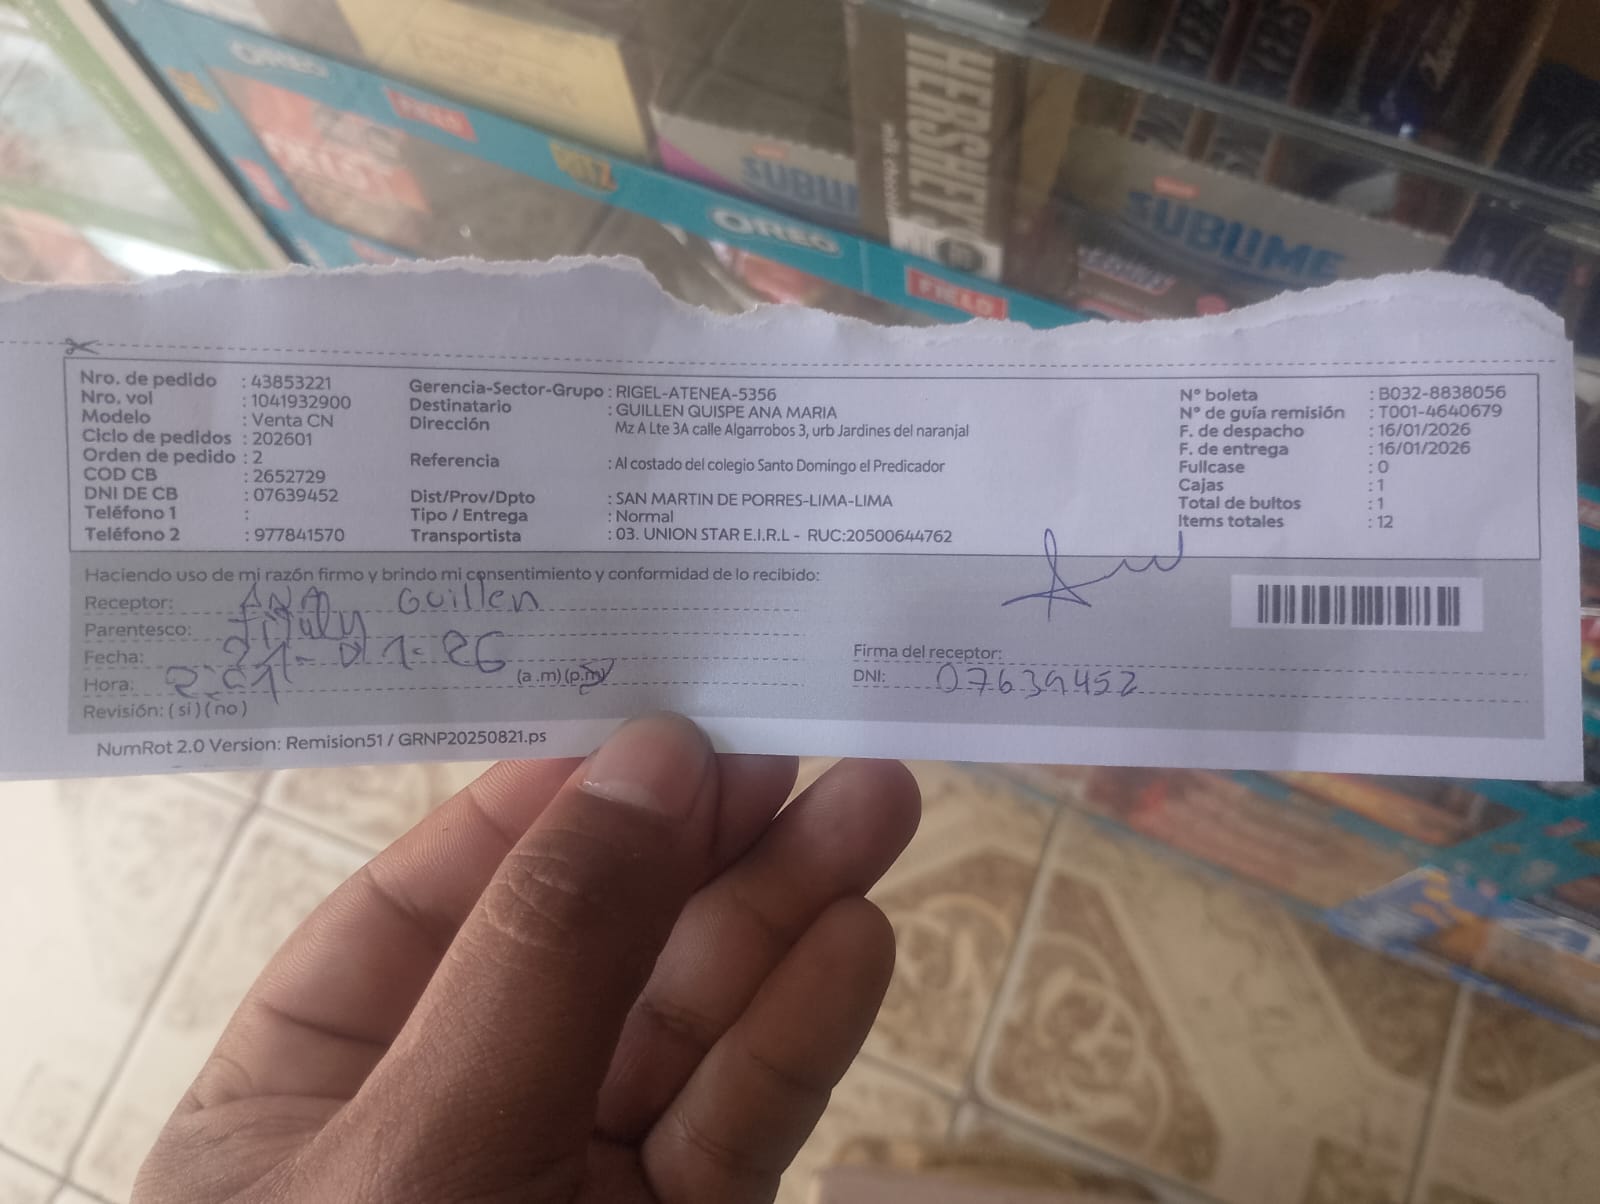 OREO
FIELD
RITZ
SUBLIME
HERSHEY'S
OREO
SUBLIME
FIELD
Nro. de pedido : 43853221
Nro. vol : 1041932900
Modelo : Venta CN
Ciclo de pedidos : 202601
Orden de pedido : 2
COD CB : 2652729
DNI DE CB : 07639452
Teléfono 1 :
Teléfono 2 : 977841570
Gerencia-Sector-Grupo : RIGEL-ATENEA-5356
Destinatario : GUILLEN QUISPE ANA MARIA
Dirección Mz A Lte 3A calle Algarrobos 3, urb Jardines del naranjal
Referencia : Al costado del colegio Santo Domingo el Predicador
Dist/Prov/Dpto : SAN MARTIN DE PORRES-LIMA-LIMA
Tipo / Entrega : Normal
Transportista : 03. UNION STAR E.I.R.L - RUC:20500644762
N° boleta : B032-8838056
N° de guía remisión : T001-4640679
F. de despacho : 16/01/2026
F. de entrega : 16/01/2026
Fullcase : 0
Cajas : 1
Total de bultos : 1
Items totales : 12
Haciendo uso de mi razón firmo y brindo mi consentimiento y conformidad de lo recibido:
Receptor: ANA Guillen
Parentesco:
Fecha:
Hora: (a .m) (p.m)
Revisión: ( si ) ( no )
Firma del receptor:
DNI: 07639452
NumRot 2.0 Version: Remision51 / GRNP20250821.ps